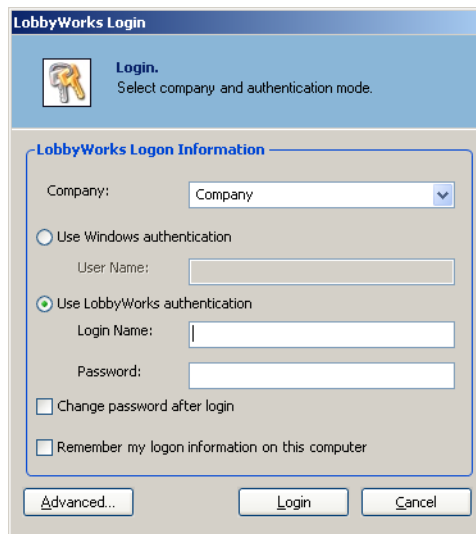 LobbyWorks Login
Login.
Select company and authentication mode.
LobbyWorks Logon Information
Company: Company
Use Windows authentication
User Name:
Use LobbyWorks authentication
Login Name:
Password:
Change password after login
Remember my logon information on this computer
Advanced... Login Cancel